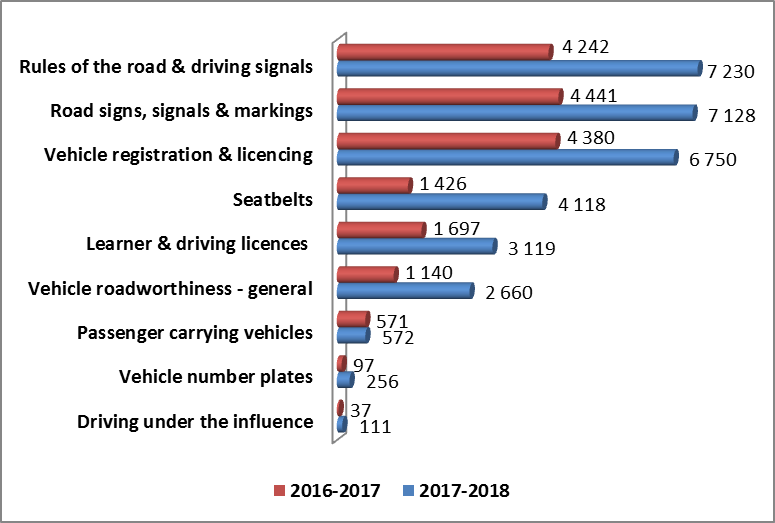 4 242
Rules of the road & driving signals
7 230
4 441
Road signs, signals & markings
7 128
4 380
Vehicle registration & licencing
6 750
1 426
Seatbelts
4 118
1 697
Learner & driving licences
3 119
1 140
Vehicle roadworthiness - general
2 660
571
Passenger carrying vehicles
572
97
Vehicle number plates
256
37
Driving under the influence
111
2016-2017 2017-2018